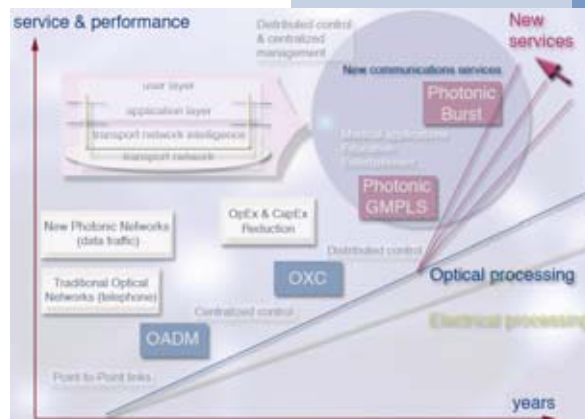 service & performance
Distributed control
& centralized
management
New
services
user layer
application layer
transport network intelligence
transport network
New communications services
Photonic
Burst
Medical applications
Education
Entertainment
Photonic
GMPLS
New Photonic Networks
(data traffic)
OpEx & CapEx
Reduction
Distributed control
Traditional Optical
Networks (telephone)
OXC
Optical processing
Centralized control
Electrical processing
OADM
Point-to-Point links
years